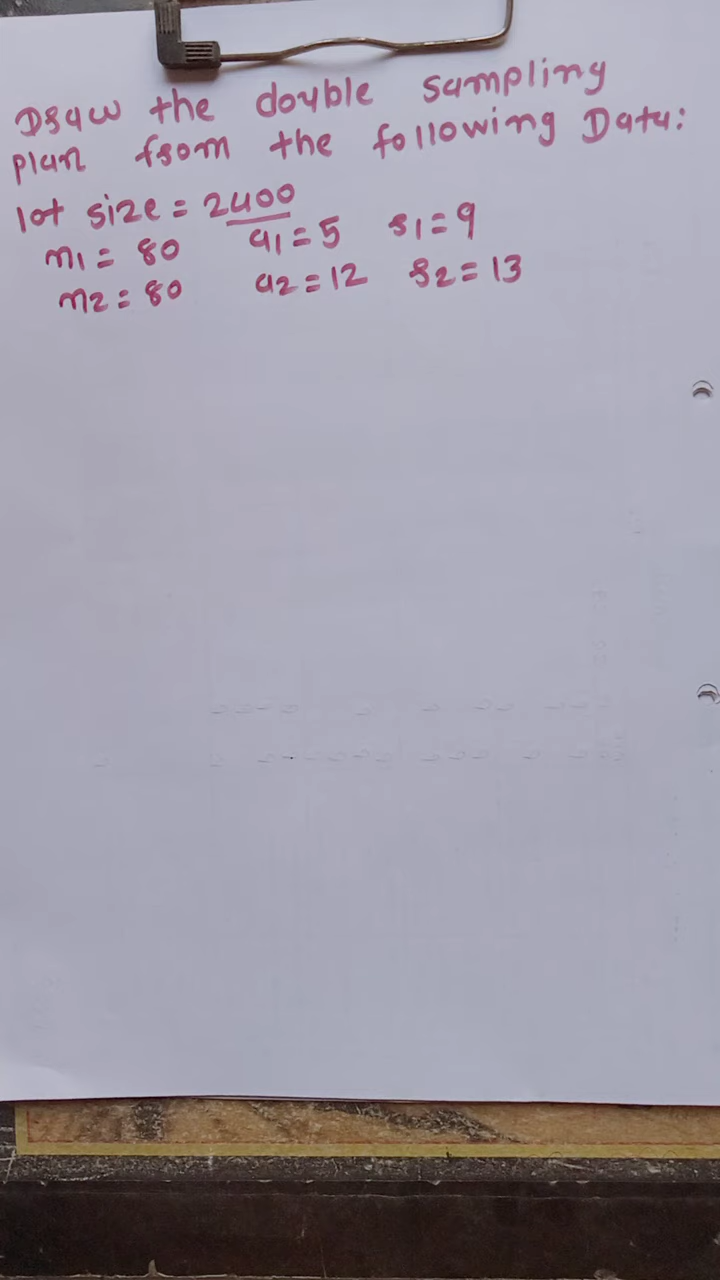 Draw the double sampling
plan from the following Data:
lot size = 2400
n1 = 80 a1 = 5 r1 = 9
n2 = 80 a2 = 12 r2 = 13